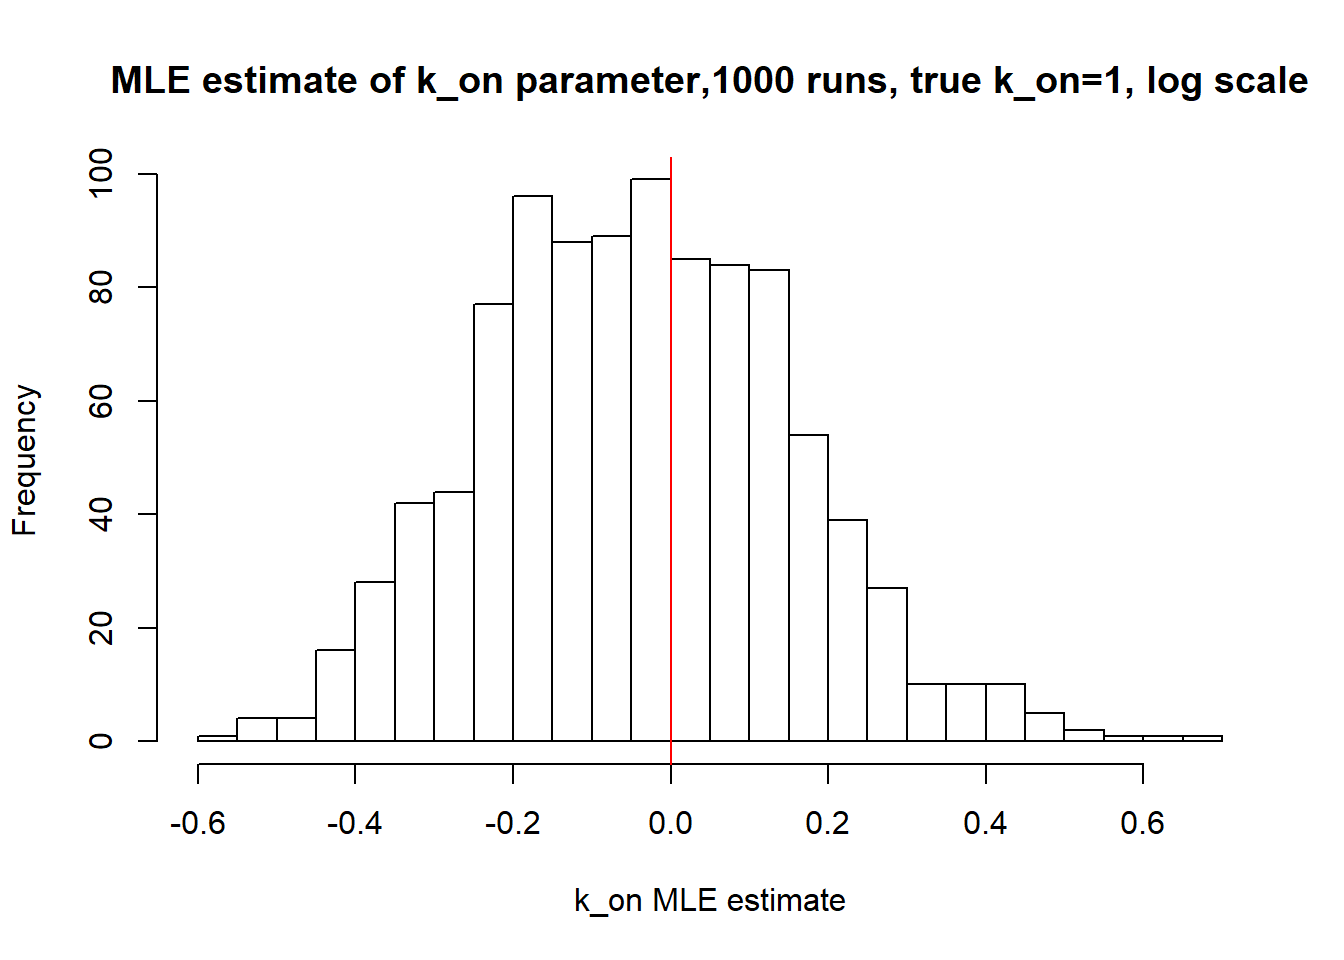 MLE estimate of k_on parameter,1000 runs, true k_on=1, log scale
Frequency
100
80
60
40
20
0
-0.6 -0.4 -0.2 0.0 0.2 0.4 0.6
k_on MLE estimate